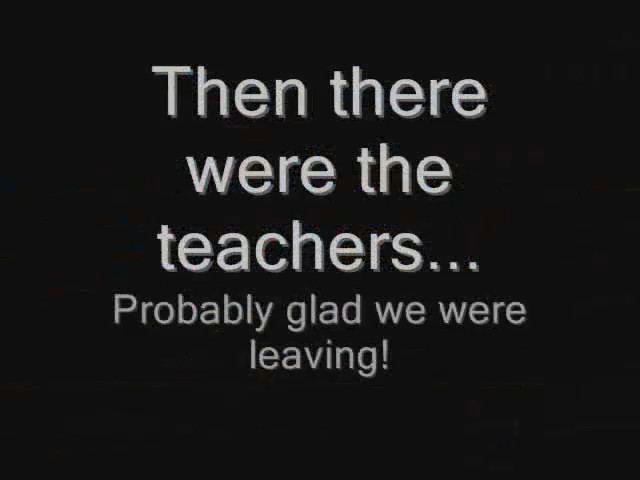 Then there
were the
teachers...
Probably glad we were
leaving!